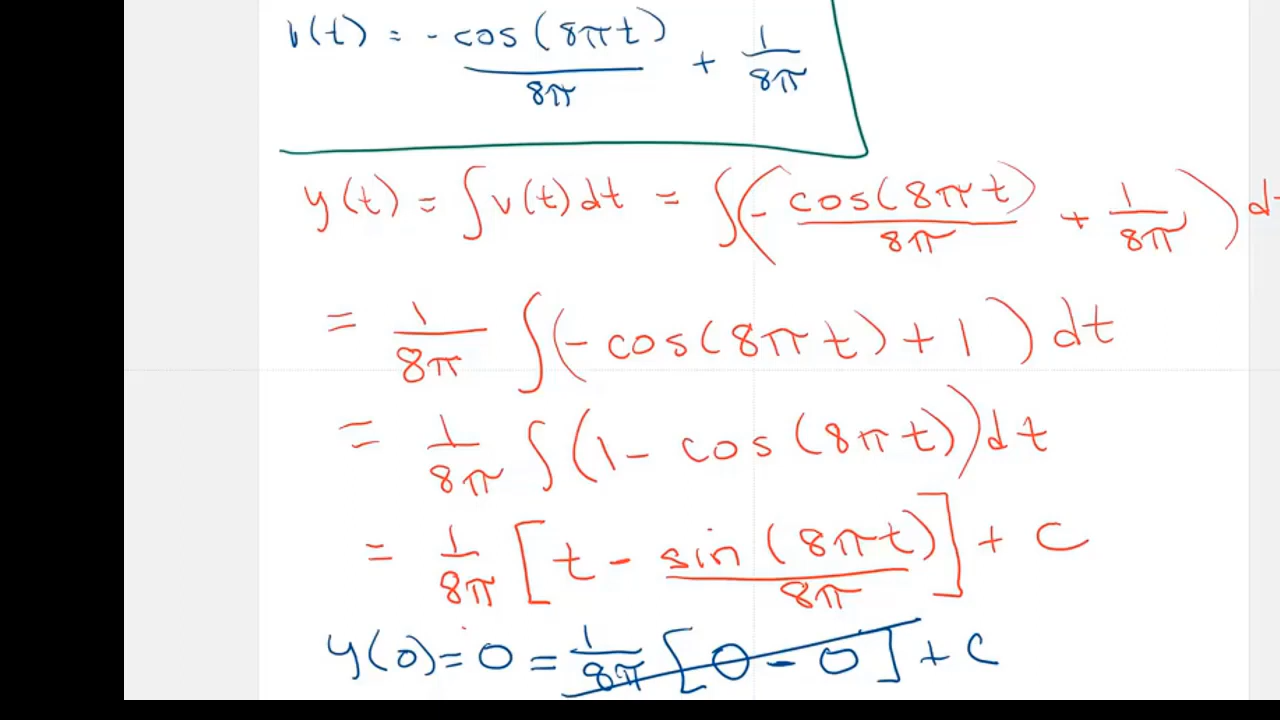 v(t) = - cos(8πt)/8π + 1/8π
y(t) = ∫v(t)dt = ∫(- cos(8πt)/8π + 1/8π) d
= 1/8π ∫(- cos(8πt) + 1) dt
= 1/8π ∫(1 - cos(8πt)) dt
= 1/8π [t - sin(8πt)/8π] + C
y(0) = 0 = 1/8π [0 - 0] + C